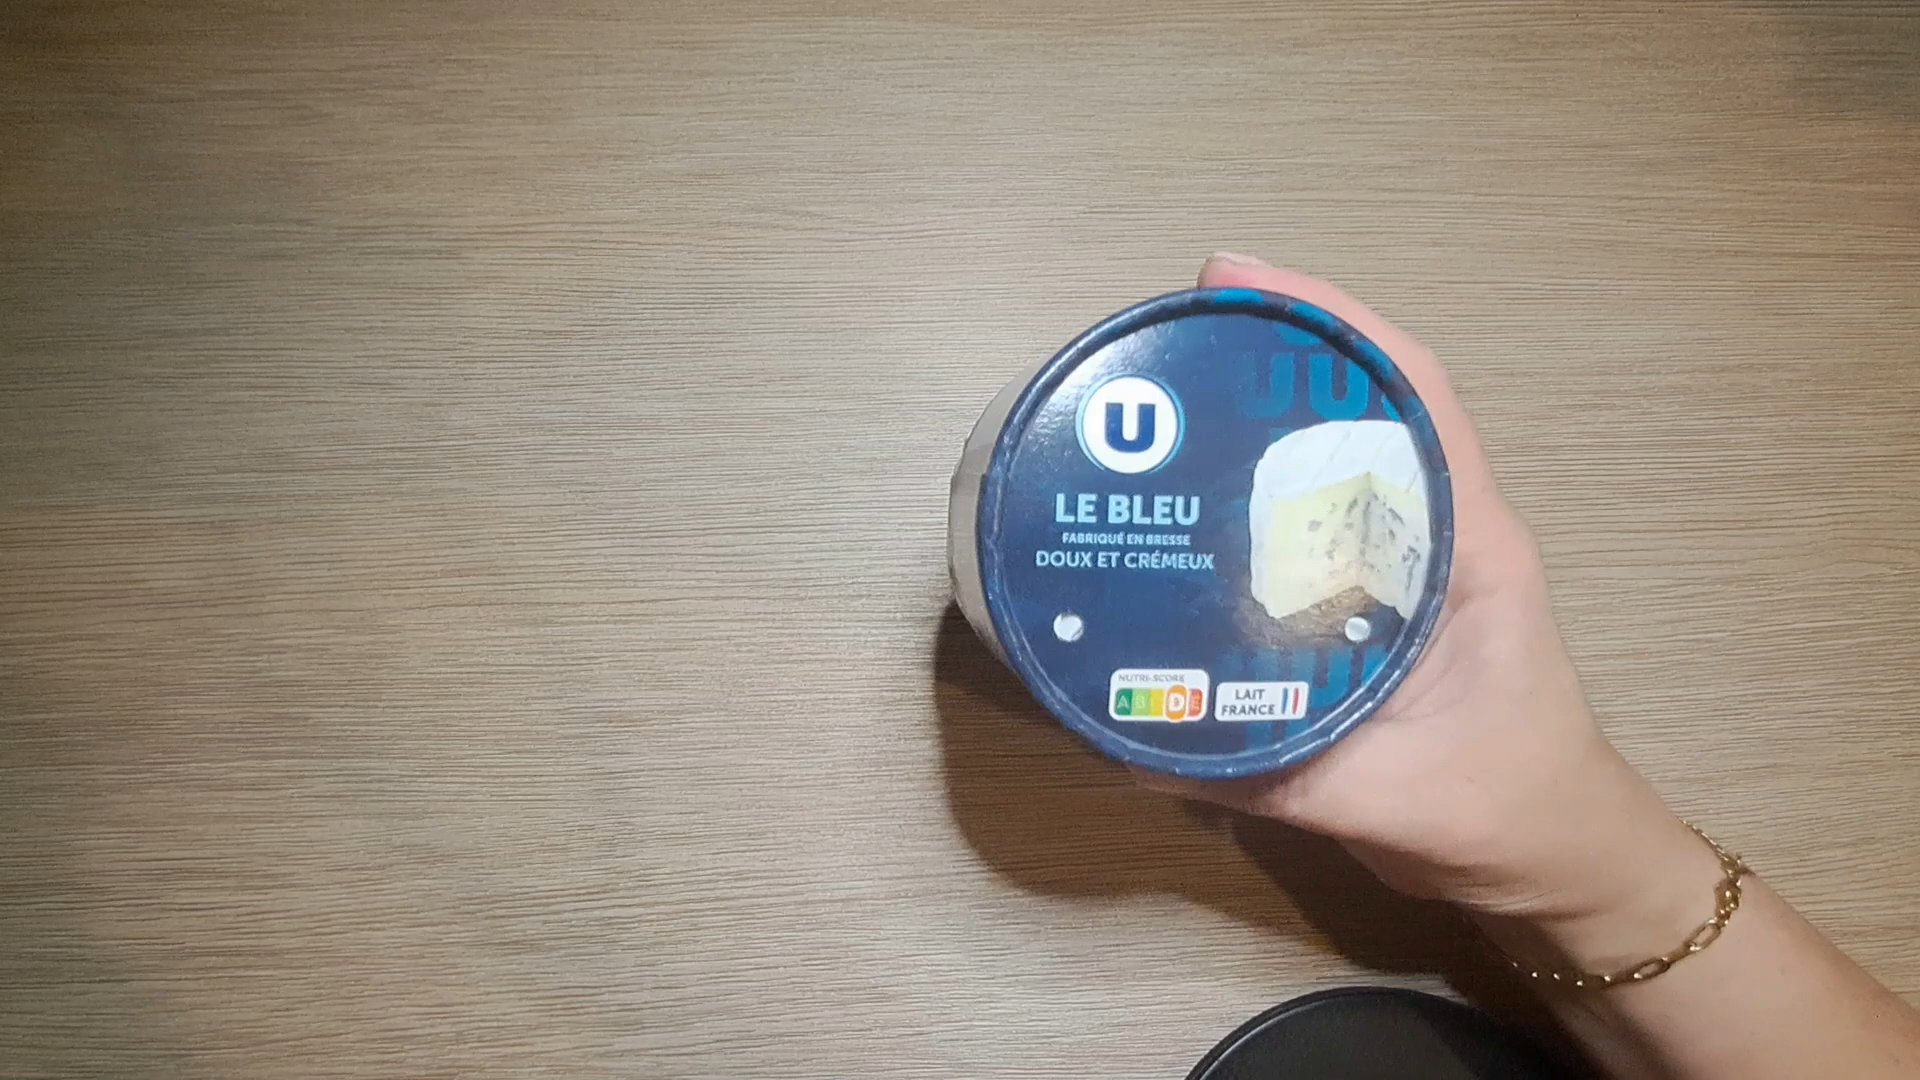 U
LE BLEU
FABRIQUÉ EN BRESSE
DOUX ET CRÉMEUX
NUTRI-SCORE
A B D E
LAIT
FRANCE